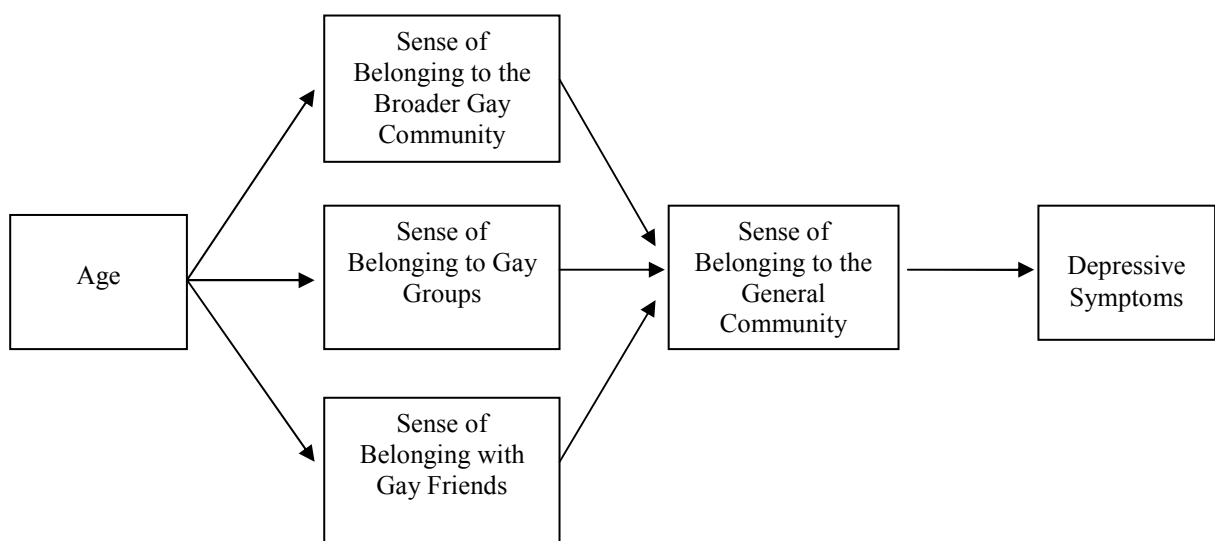 Sense of
Belonging to the
Broader Gay
Community
Age
Sense of
Belonging to Gay
Groups
Sense of
Belonging to the
General
Community
Depressive
Symptoms
Sense of
Belonging with
Gay Friends